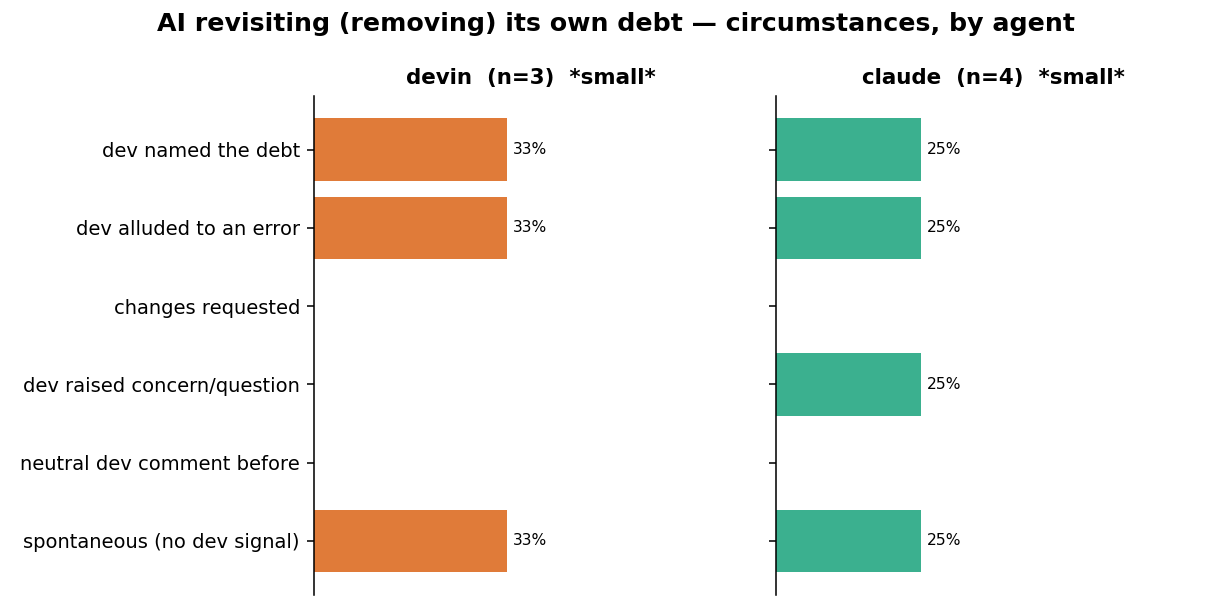 AI revisiting (removing) its own debt — circumstances, by agent
devin  (n=3)  *small*
claude  (n=4)  *small*
dev named the debt
33%
25%
dev alluded to an error
33%
25%
changes requested
dev raised concern/question
25%
neutral dev comment before
spontaneous (no dev signal)
33%
25%